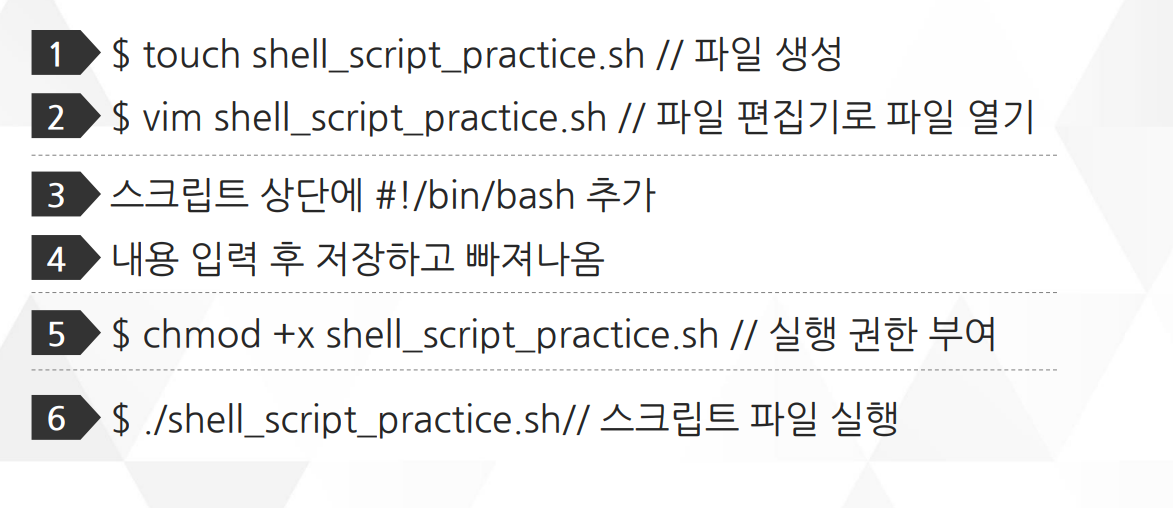 1 $ touch shell_script_practice.sh // 파일 생성
2 $ vim shell_script_practice.sh // 파일 편집기로 파일 열기
3 스크립트 상단에 #!/bin/bash 추가
4 내용 입력 후 저장하고 빠져나옴
5 $ chmod +x shell_script_practice.sh // 실행 권한 부여
6 $ ./shell_script_practice.sh// 스크립트 파일 실행